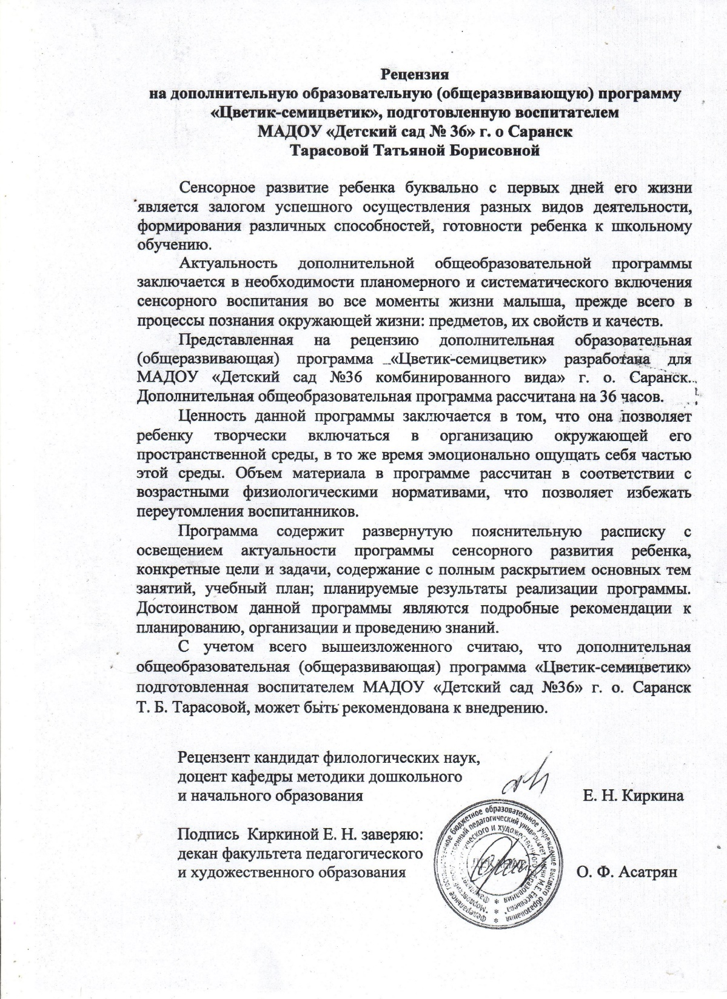 Рецензия
на дополнительную образовательную (общеразвивающую) программу
«Цветик-семицветик», подготовленную воспитателем
МАДОУ «Детский сад № 36» г. о Саранск
Тарасовой Татьяной Борисовной
Сенсорное развитие ребенка буквально с первых дней его жизни
является залогом успешного осуществления разных видов деятельности,
формирования различных способностей, готовности ребенка к школьному
обучению.
Актуальность дополнительной общеобразовательной программы
заключается в необходимости планомерного и систематического включения
сенсорного воспитания во все моменты жизни малыша, прежде всего в
процессы познания окружающей жизни: предметов, их свойств и качеств.
Представленная на рецензию дополнительная образовательная
(общеразвивающая) программа «Цветик-семицветик» разработана для
МАДОУ «Детский сад №36 комбинированного вида» г. о. Саранск.
Дополнительная общеобразовательная программа рассчитана на 36 часов.
Ценность данной программы заключается в том, что она позволяет
ребенку творчески включаться в организацию окружающей его
пространственной среды, в то же время эмоционально ощущать себя частью
этой среды. Объем материала в программе рассчитан в соответствии с
возрастными физиологическими нормативами, что позволяет избежать
переутомления воспитанников.
Программа содержит развернутую пояснительную расписку с
освещением актуальности программы сенсорного развития ребенка,
конкретные цели и задачи, содержание с полным раскрытием основных тем
занятий, учебный план; планируемые результаты реализации программы.
Достоинством данной программы являются подробные рекомендации к
планированию, организации и проведению знаний.
С учетом всего вышеизложенного считаю, что дополнительная
общеобразовательная (общеразвивающая) программа «Цветик-семицветик»
подготовленная воспитателем МАДОУ «Детский сад №36» г. о. Саранск
Т. Б. Тарасовой, может быть рекомендована к внедрению.
Рецензент кандидат филологических наук,
доцент кафедры методики дошкольного
и начального образования Е. Н. Киркина
Подпись Киркиной Е. Н. заверяю:
декан факультета педагогического
и художественного образования О. Ф. Асатрян
бюджетное образовательное учреждение высшего образования
педагогический университет имени М.Е. Евсевьева"